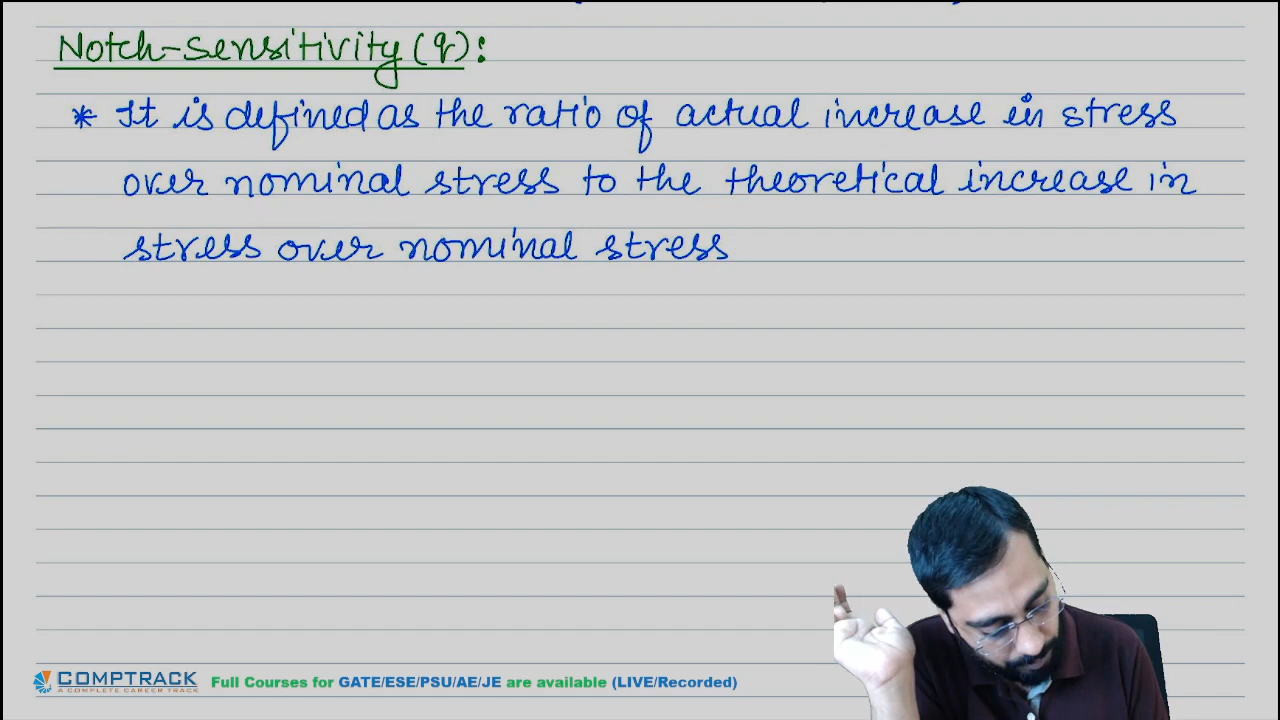 Notch-Sensitivity (q):
* It is defined as the ratio of actual increase in stress
over nominal stress to the theoretical increase in
stress over nominal stress
COMPTRACK
A COMPLETE CAREER TRACK
Full Courses for GATE/ESE/PSU/AE/JE are available (LIVE/Recorded)